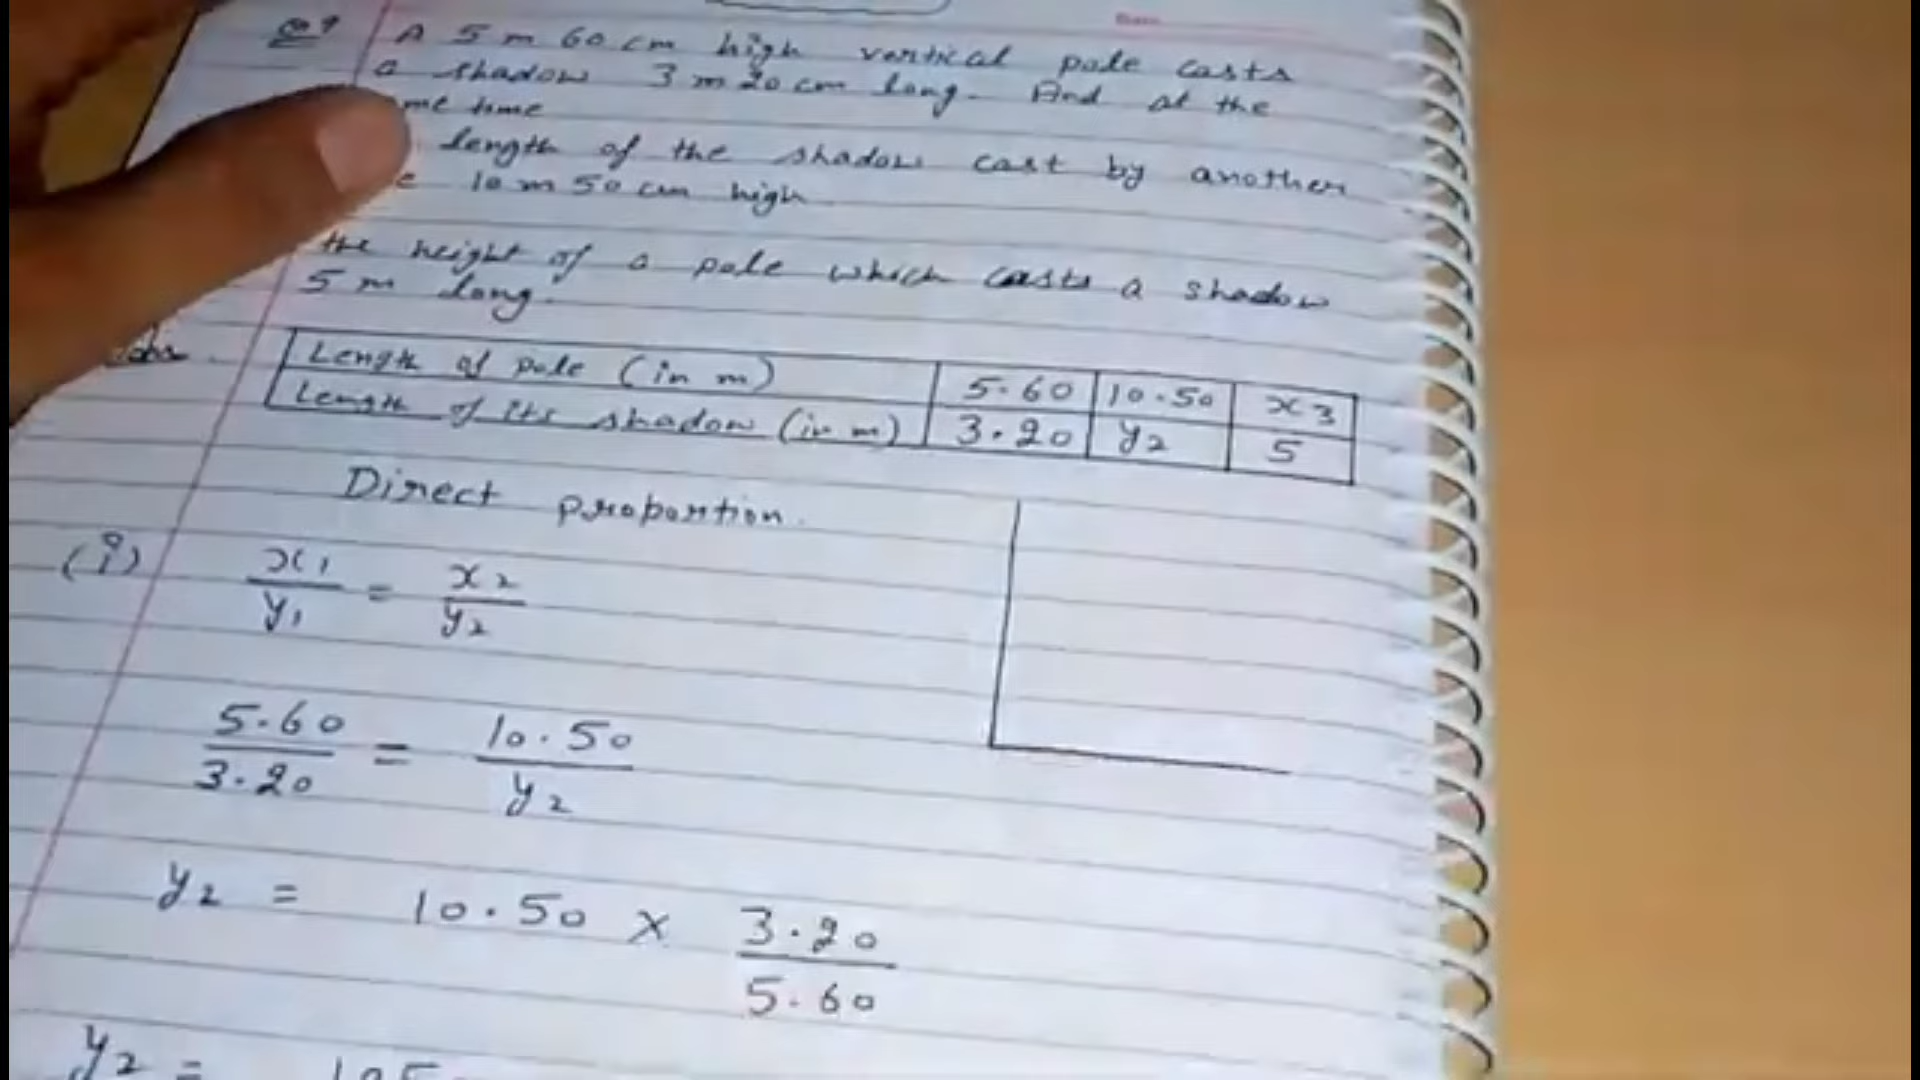 A 5 m 60 cm high vertical pole casts
a shadow 3 m 20 cm long. And at the
me time
length of the shadow cast by another
e 10 m 50 cm high
the height of a pole which casts a shadow
5 m long.
Length of pole (in m) 5.60 10.50 x3
Length of its shadow (in m) 3.20 y2 5
Direct proportion.
(i) x1/y1 = x2/y2
5.60/3.20 = 10.50/y2
y2 = 10.50 × 3.20/5.60
y2 =